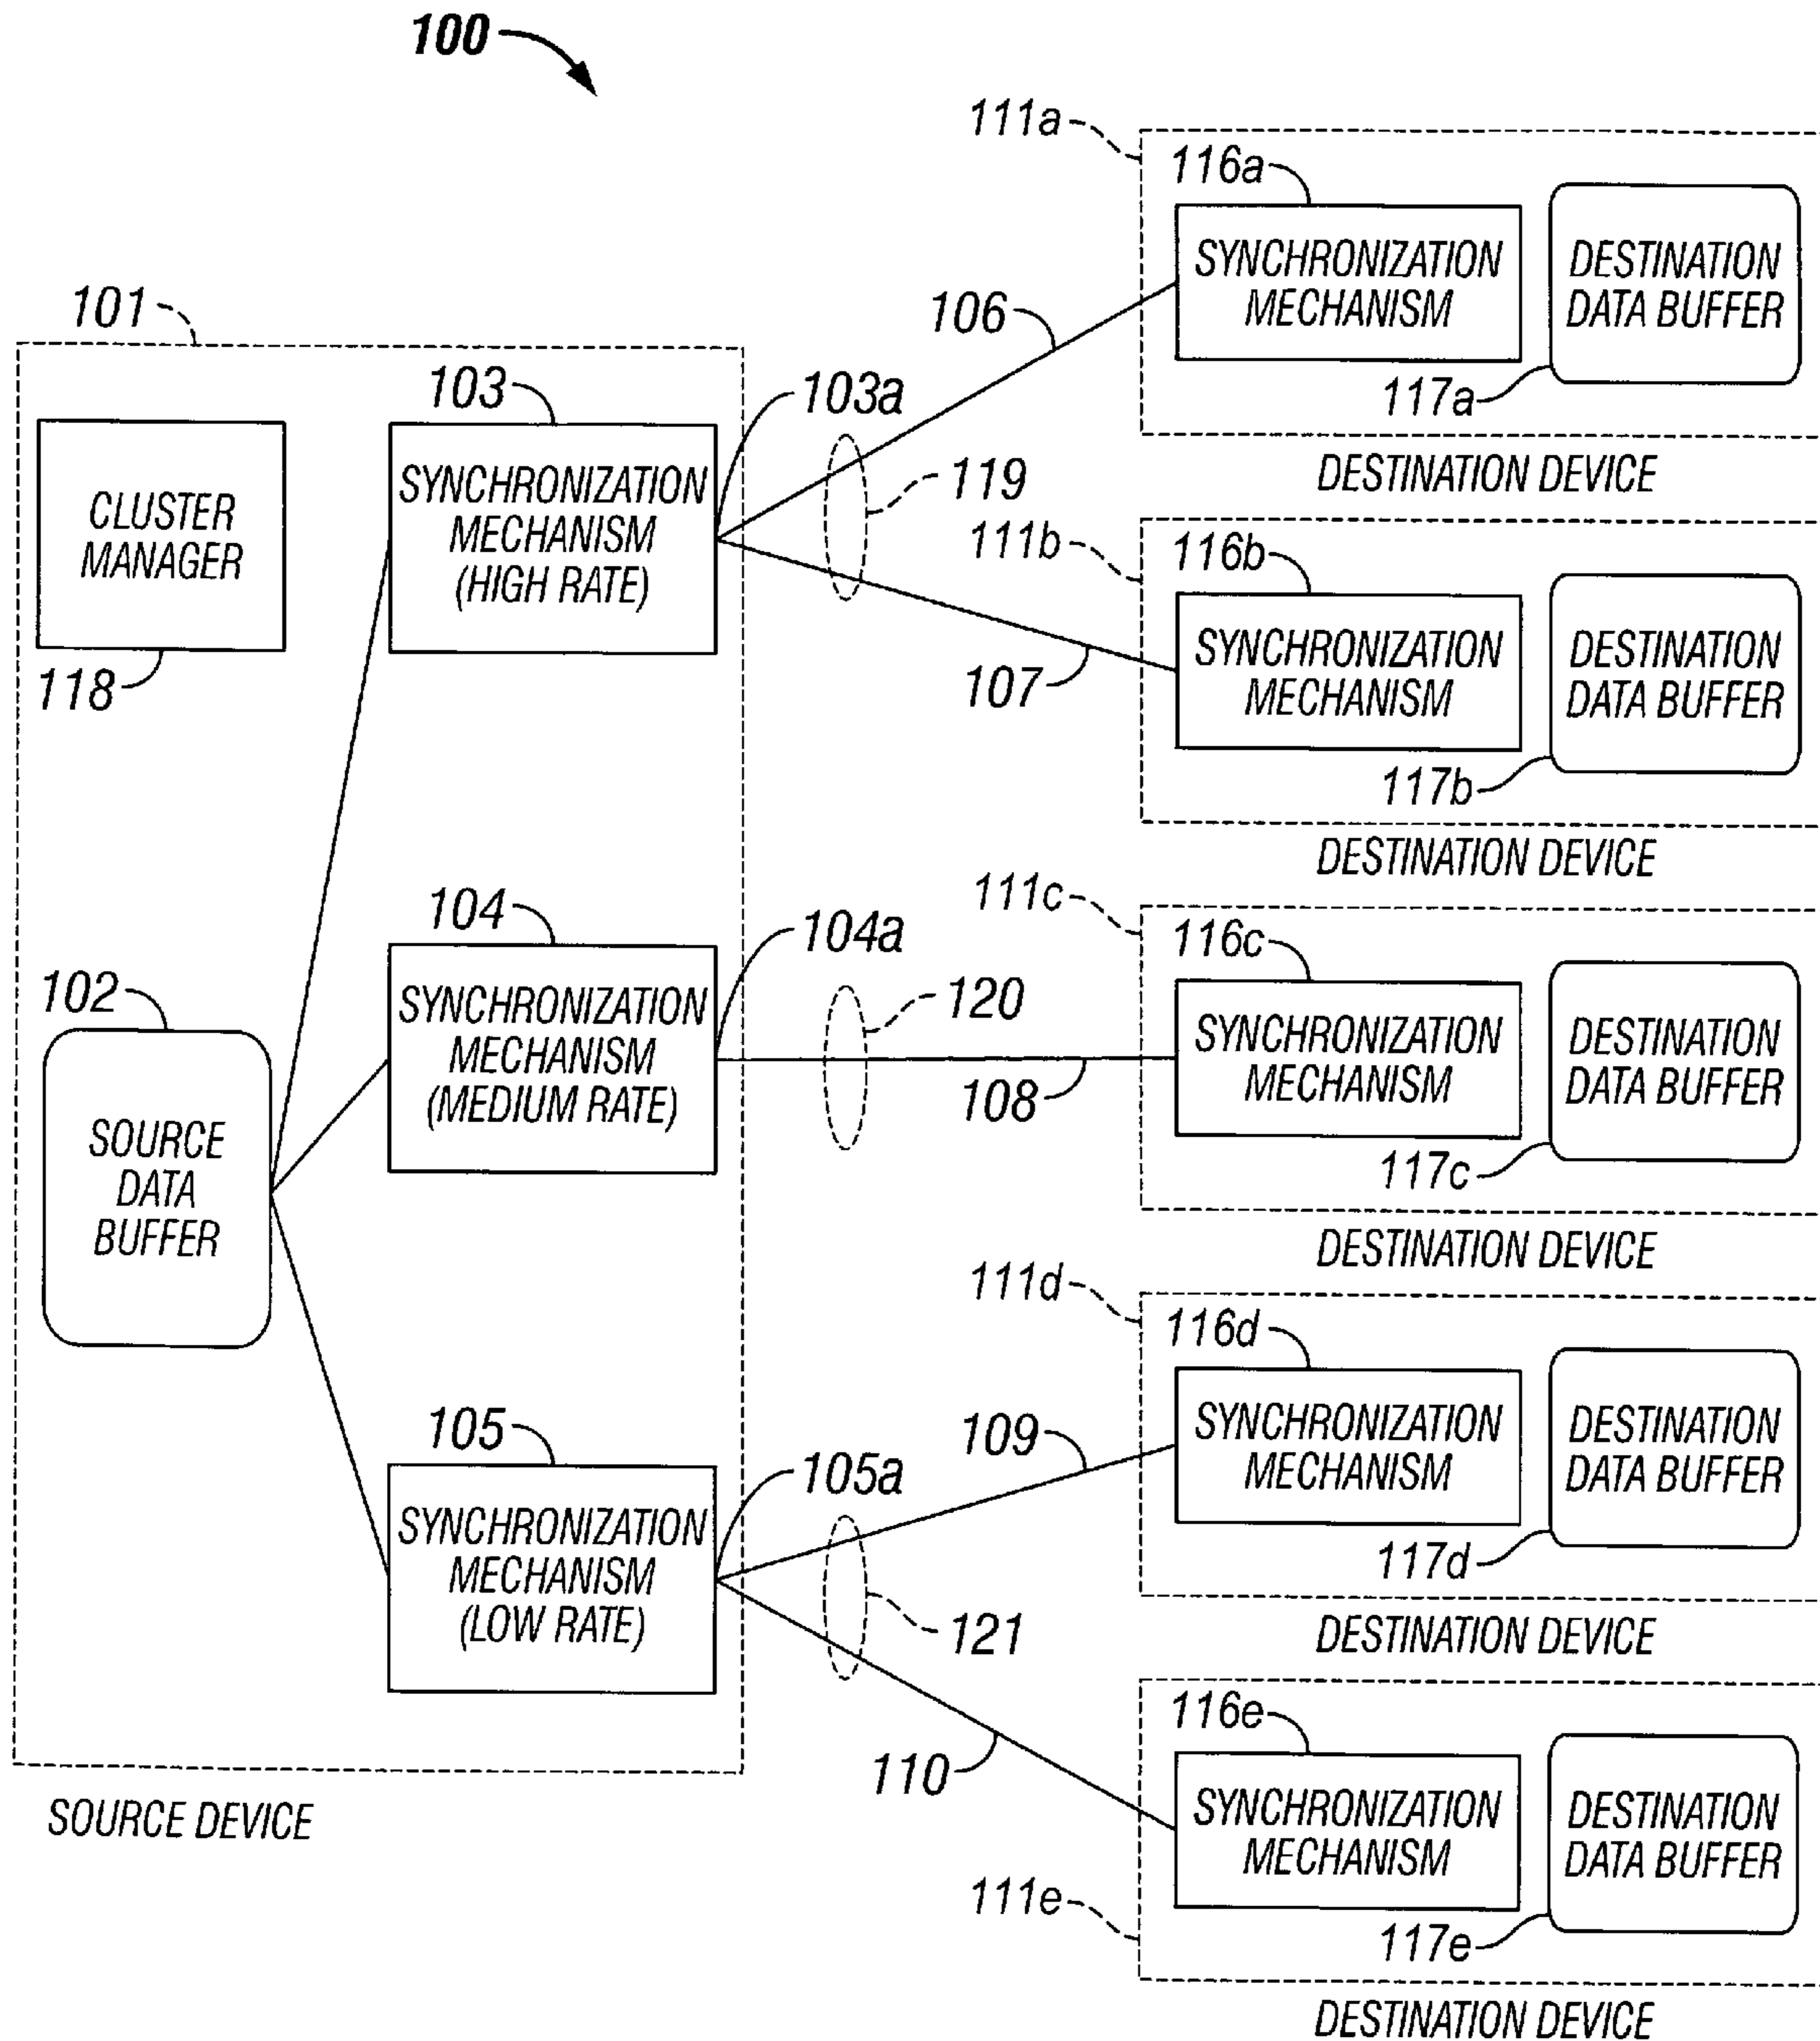 100
101
CLUSTER
MANAGER
118
102
SOURCE
DATA
BUFFER
103
SYNCHRONIZATION
MECHANISM
(HIGH RATE)
103a
104
SYNCHRONIZATION
MECHANISM
(MEDIUM RATE)
104a
105
SYNCHRONIZATION
MECHANISM
(LOW RATE)
105a
SOURCE DEVICE
106
119
107
120
108
109
121
110
111a
116a
SYNCHRONIZATION
MECHANISM
DESTINATION
DATA BUFFER
117a
DESTINATION DEVICE
111b
116b
SYNCHRONIZATION
MECHANISM
DESTINATION
DATA BUFFER
117b
DESTINATION DEVICE
111c
116c
SYNCHRONIZATION
MECHANISM
DESTINATION
DATA BUFFER
117c
DESTINATION DEVICE
111d
116d
SYNCHRONIZATION
MECHANISM
DESTINATION
DATA BUFFER
117d
DESTINATION DEVICE
116e
SYNCHRONIZATION
MECHANISM
DESTINATION
DATA BUFFER
111e
117e
DESTINATION DEVICE